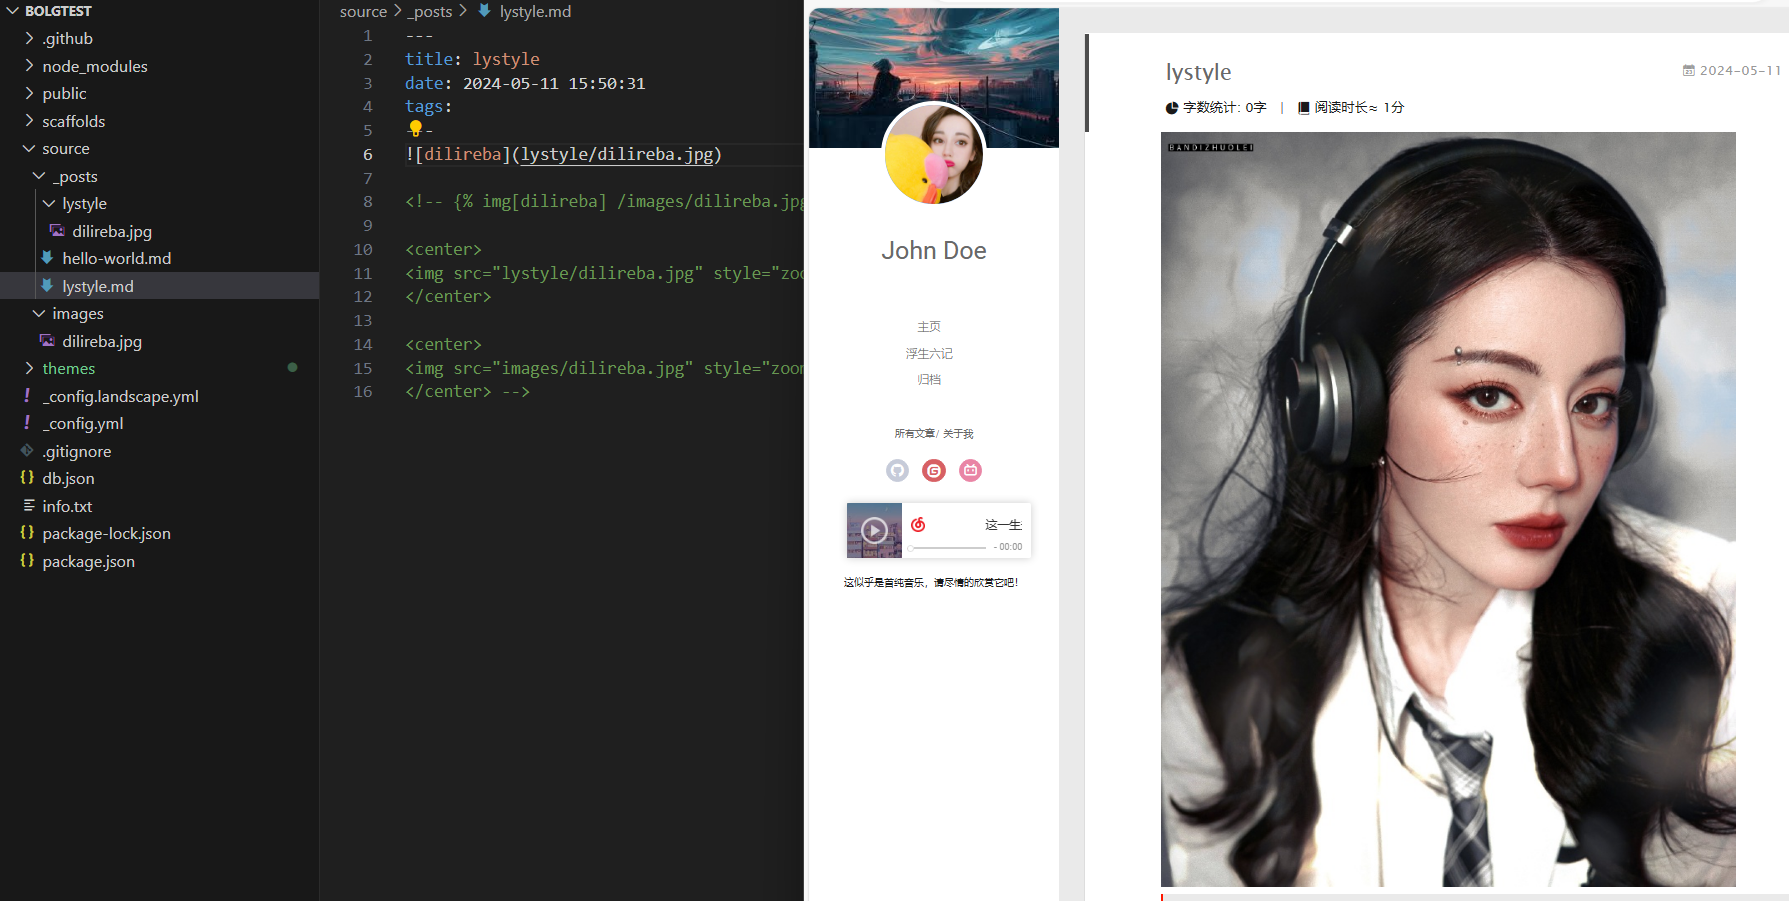 BOLGTEST
.github
node_modules
public
scaffolds
source
_posts
lystyle
dilireba.jpg
hello-world.md
lystyle.md
images
dilireba.jpg
themes
_config.landscape.yml
_config.yml
.gitignore
db.json
info.txt
package-lock.json
package.json
source > _posts > lystyle.md
1 ---
2 title: lystyle
3 date: 2024-05-11 15:50:31
4 tags:
5 ---
6 ![dilireba](lystyle/dilireba.jpg)
7
8 <!-- {% img[dilireba] /images/dilireba.jpg
9
10 <center>
11 <img src="lystyle/dilireba.jpg" style="zoo
12 </center>
13
14 <center>
15 <img src="images/dilireba.jpg" style="zoom
16 </center> -->
John Doe
主页
浮生六记
归档
所有文章/ 关于我
这一生
- 00:00
这似乎是首纯音乐，请尽情的欣赏它吧！
lystyle
2024-05-11
字数统计: 0字 | 阅读时长≈ 1分
BANDIZHUOLEI